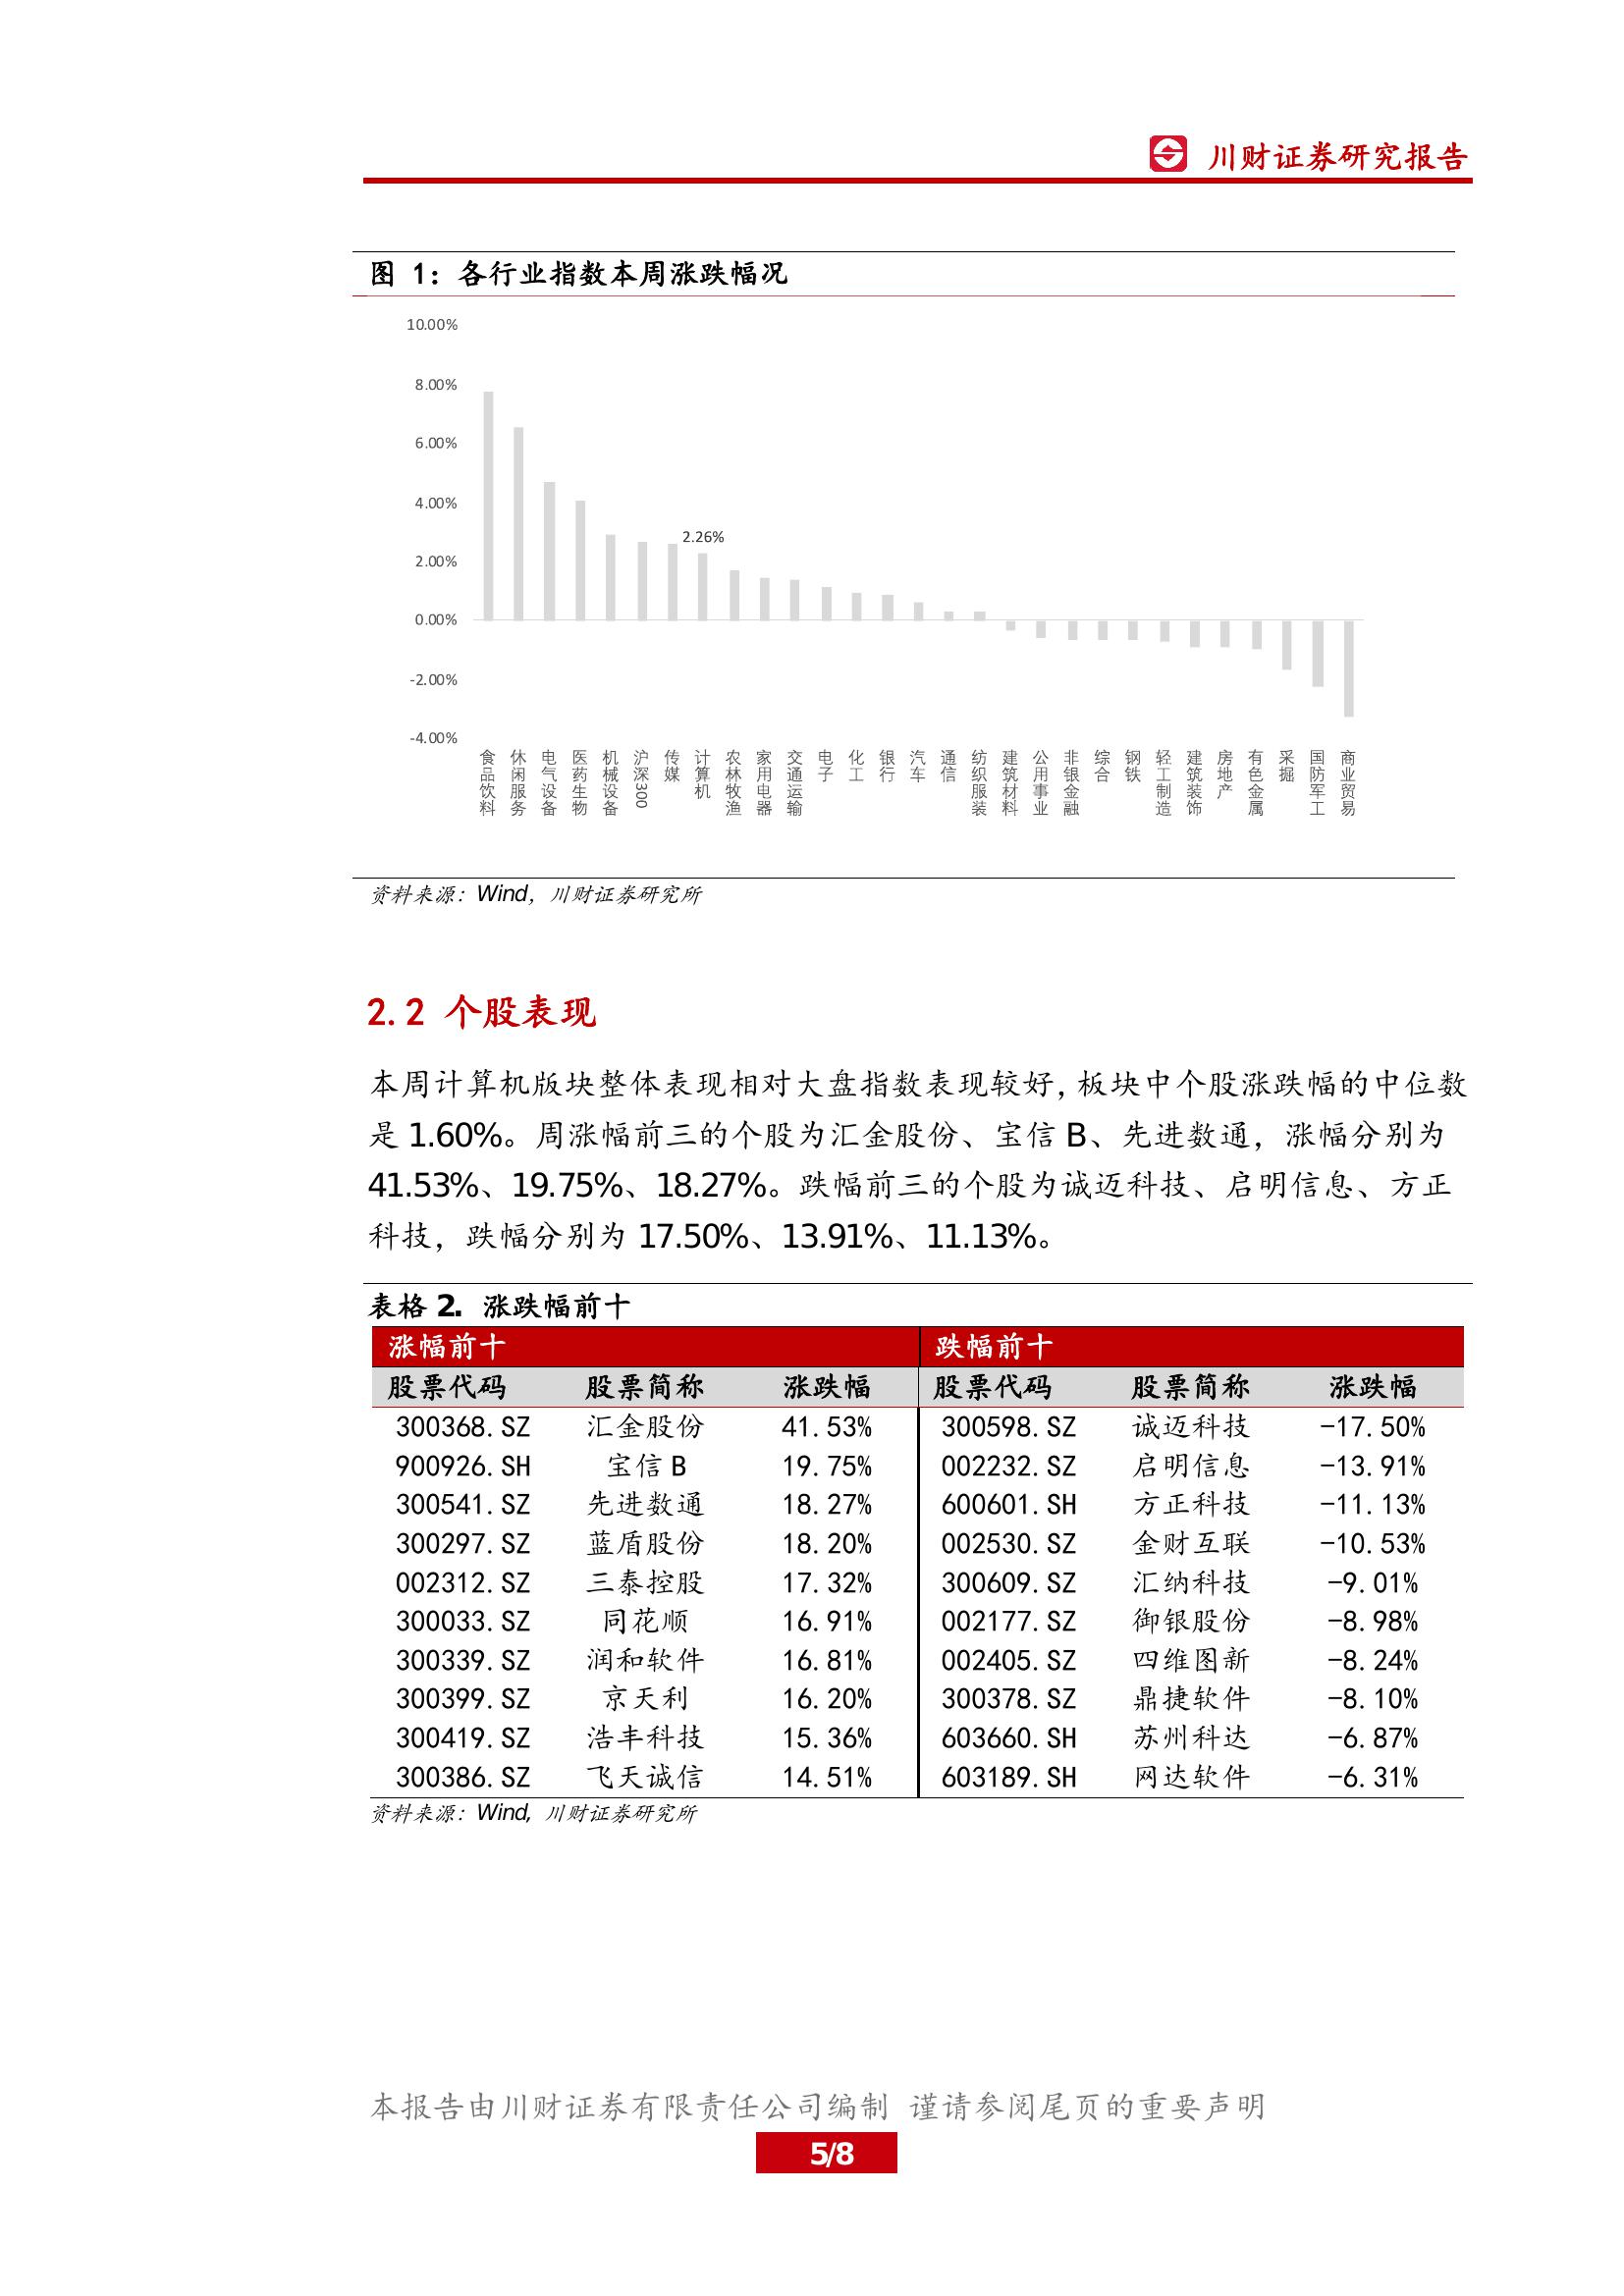 川财证券研究报告
图 1：各行业指数本周涨跌幅况
10.00%
8.00%
6.00%
4.00%
2.00%
0.00%
-2.00%
-4.00%
2.26%
食品饮料
休闲服务
电气设备
医药生物
机械设备
沪深300
传媒
计算机
农林牧渔
家用电器
交通运输
电子
化工
银行
汽车
通信
纺织服装
建筑材料
公用事业
非银金融
综合
钢铁
轻工制造
建筑装饰
房地产
有色金属
采掘
国防军工
商业贸易
资料来源：Wind，川财证券研究所
2.2 个股表现
本周计算机版块整体表现相对大盘指数表现较好，板块中个股涨跌幅的中位数
是 1.60%。周涨幅前三的个股为汇金股份、宝信 B、先进数通，涨幅分别为
41.53%、19.75%、18.27%。跌幅前三的个股为诚迈科技、启明信息、方正
科技，跌幅分别为 17.50%、13.91%、11.13%。
表格 2. 涨跌幅前十
涨幅前十 跌幅前十
股票代码 股票简称 涨跌幅 股票代码 股票简称 涨跌幅
300368.SZ 汇金股份 41.53% 300598.SZ 诚迈科技 -17.50%
900926.SH 宝信 B 19.75% 002232.SZ 启明信息 -13.91%
300541.SZ 先进数通 18.27% 600601.SH 方正科技 -11.13%
300297.SZ 蓝盾股份 18.20% 002530.SZ 金财互联 -10.53%
002312.SZ 三泰控股 17.32% 300609.SZ 汇纳科技 -9.01%
300033.SZ 同花顺 16.91% 002177.SZ 御银股份 -8.98%
300339.SZ 润和软件 16.81% 002405.SZ 四维图新 -8.24%
300399.SZ 京天利 16.20% 300378.SZ 鼎捷软件 -8.10%
300419.SZ 浩丰科技 15.36% 603660.SH 苏州科达 -6.87%
300386.SZ 飞天诚信 14.51% 603189.SH 网达软件 -6.31%
资料来源：Wind, 川财证券研究所
本报告由川财证券有限责任公司编制 谨请参阅尾页的重要声明
5/8